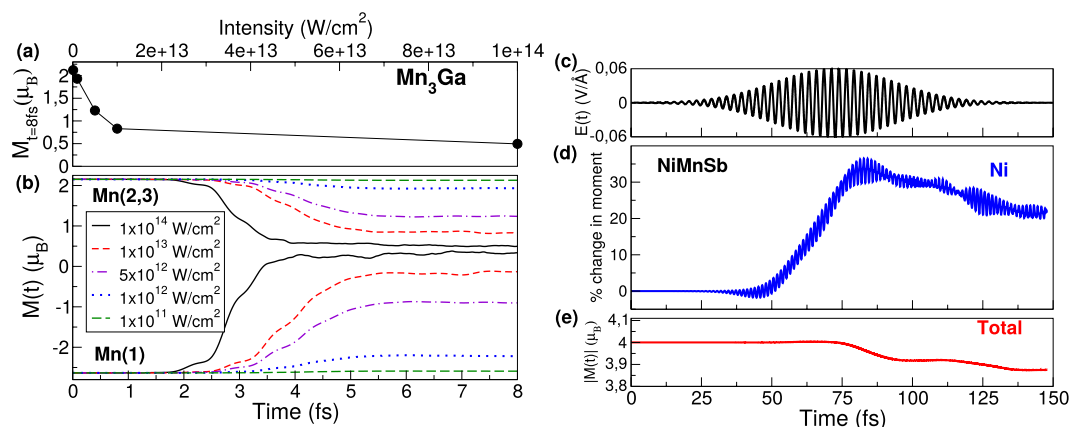 Intensity (W/cm²)
0 2e+13 4e+13 6e+13 8e+13 1e+14
(a)
Mn₃Ga
M_t=8fs(μ_B)
2
1,5
1
0,5
0
(b)
Mn(2,3)
1x10¹⁴ W/cm²
1x10¹³ W/cm²
5x10¹² W/cm²
1x10¹² W/cm²
1x10¹¹ W/cm²
Mn(1)
M(t) (μ_B)
2
1
0
-1
-2
0 1 2 3 4 5 6 7 8
Time (fs)
(c)
E(t) (V/Å)
0,06
0
-0,06
(d)
NiMnSb
Ni
% change in moment
30
20
10
0
(e)
Total
|M(t)| (μ_B)
4,1
4
3,9
3,8
0 25 50 75 100 125 150
Time (fs)